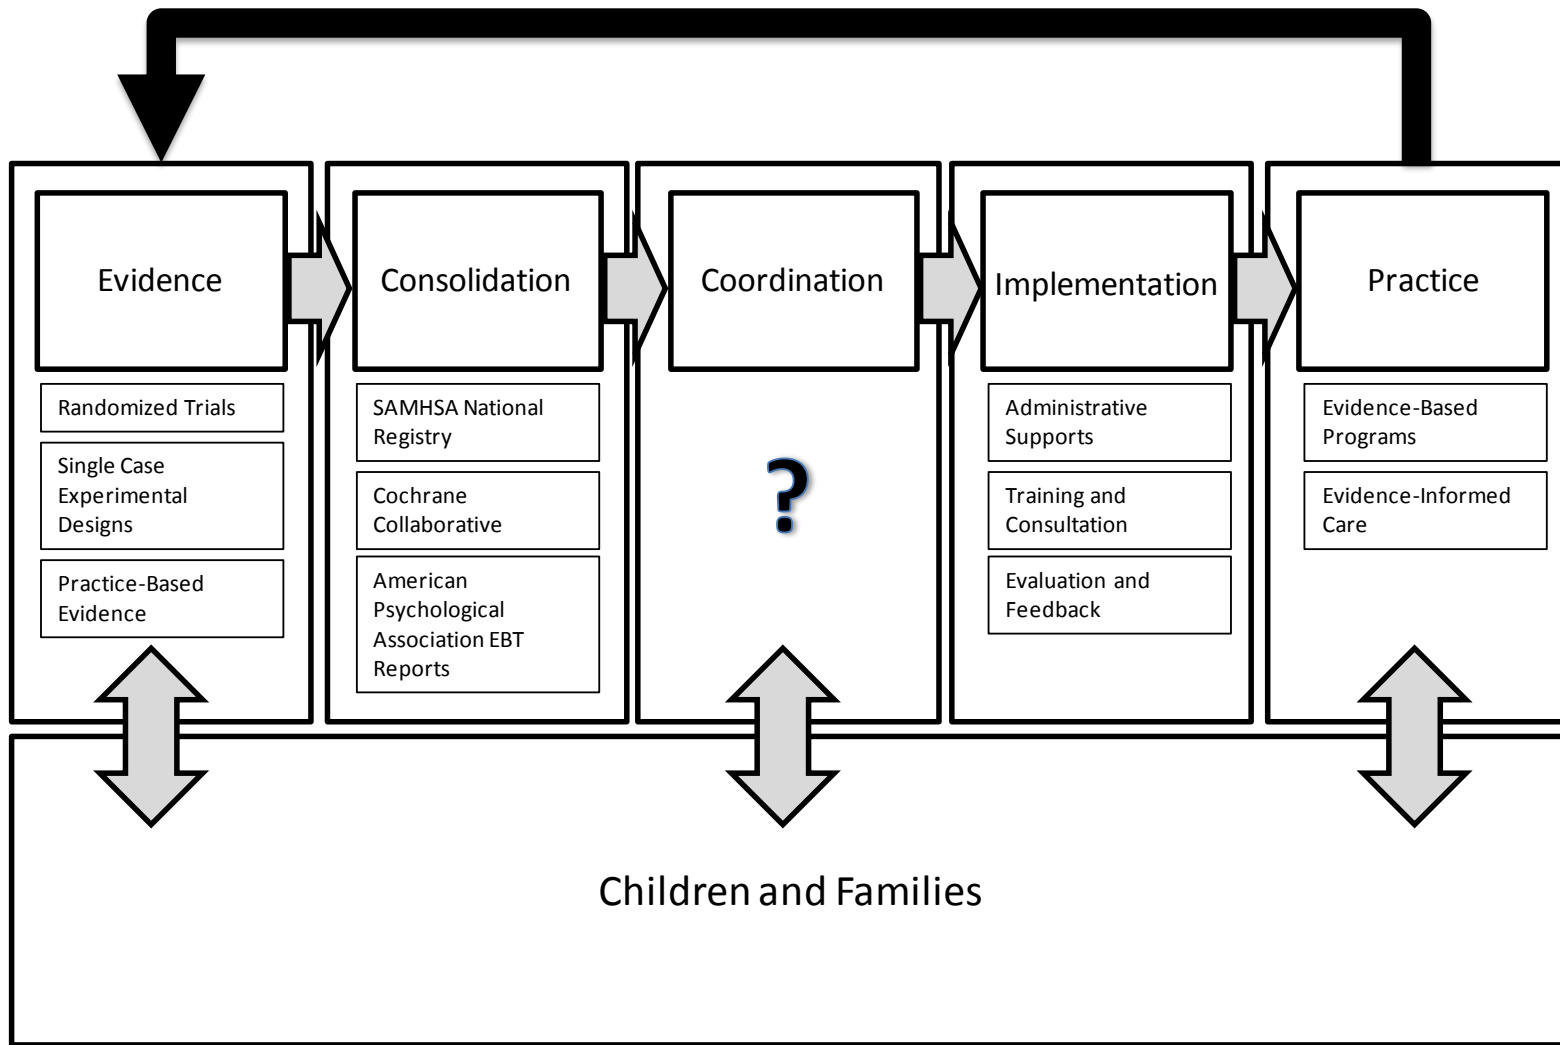 Evidence
Consolidation
Coordination
Implementation
Practice
Randomized Trials
Single Case
Experimental
Designs
Practice-Based
Evidence
SAMHSA National
Registry
Cochrane
Collaborative
American
Psychological
Association EBT
Reports
?
Administrative
Supports
Training and
Consultation
Evaluation and
Feedback
Evidence-Based
Programs
Evidence-Informed
Care
Children and Families